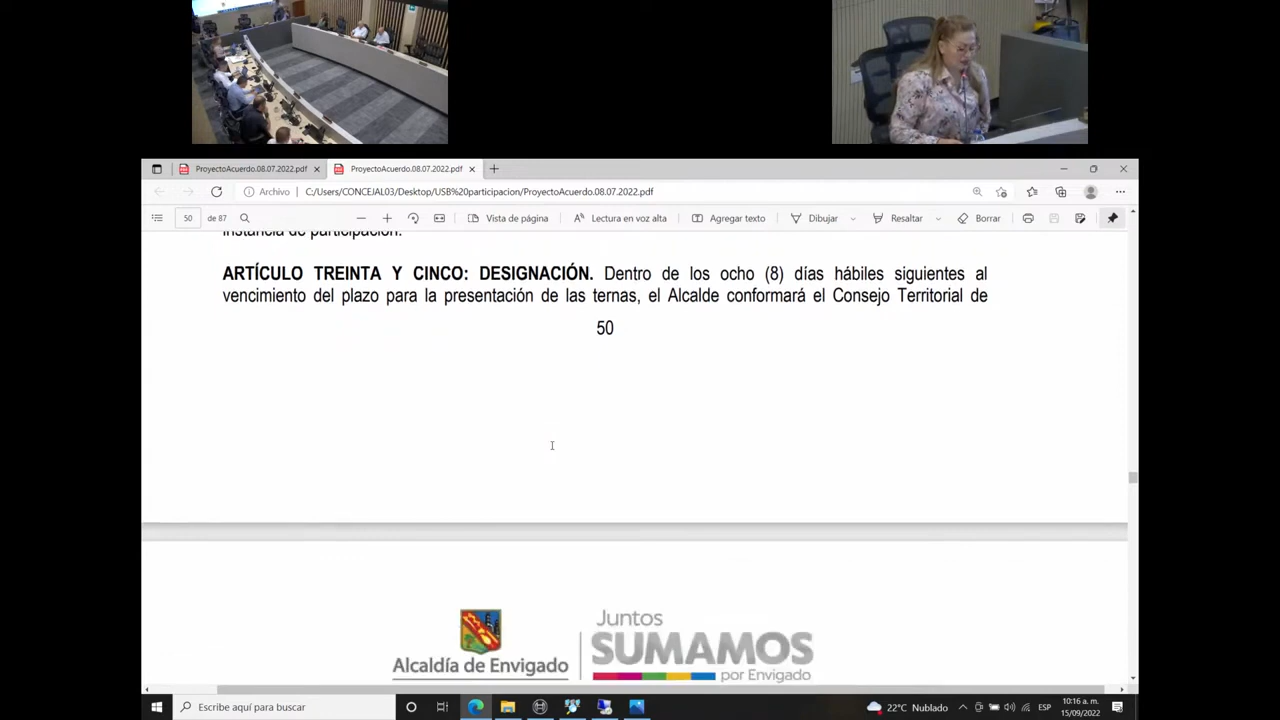 ProyectoAcuerdo.08.07.2022.pdf
ProyectoAcuerdo.08.07.2022.pdf
Archivo
C:/Users/CONCEJAL03/Desktop/USB%20participacion/ProyectoAcuerdo.08.07.2022.pdf
50 de 87
Vista de página
Lectura en voz alta
Agregar texto
Dibujar
Resaltar
Borrar
instancia de participación.
ARTÍCULO TREINTA Y CINCO: DESIGNACIÓN. Dentro de los ocho (8) días hábiles siguientes al
vencimiento del plazo para la presentación de las ternas, el Alcalde conformará el Consejo Territorial de
50
Alcaldía de Envigado
Juntos
SUMAMOS
por Envigado
Escribe aquí para buscar
22°C Nublado
ESP
10:16 a. m.
15/09/2022